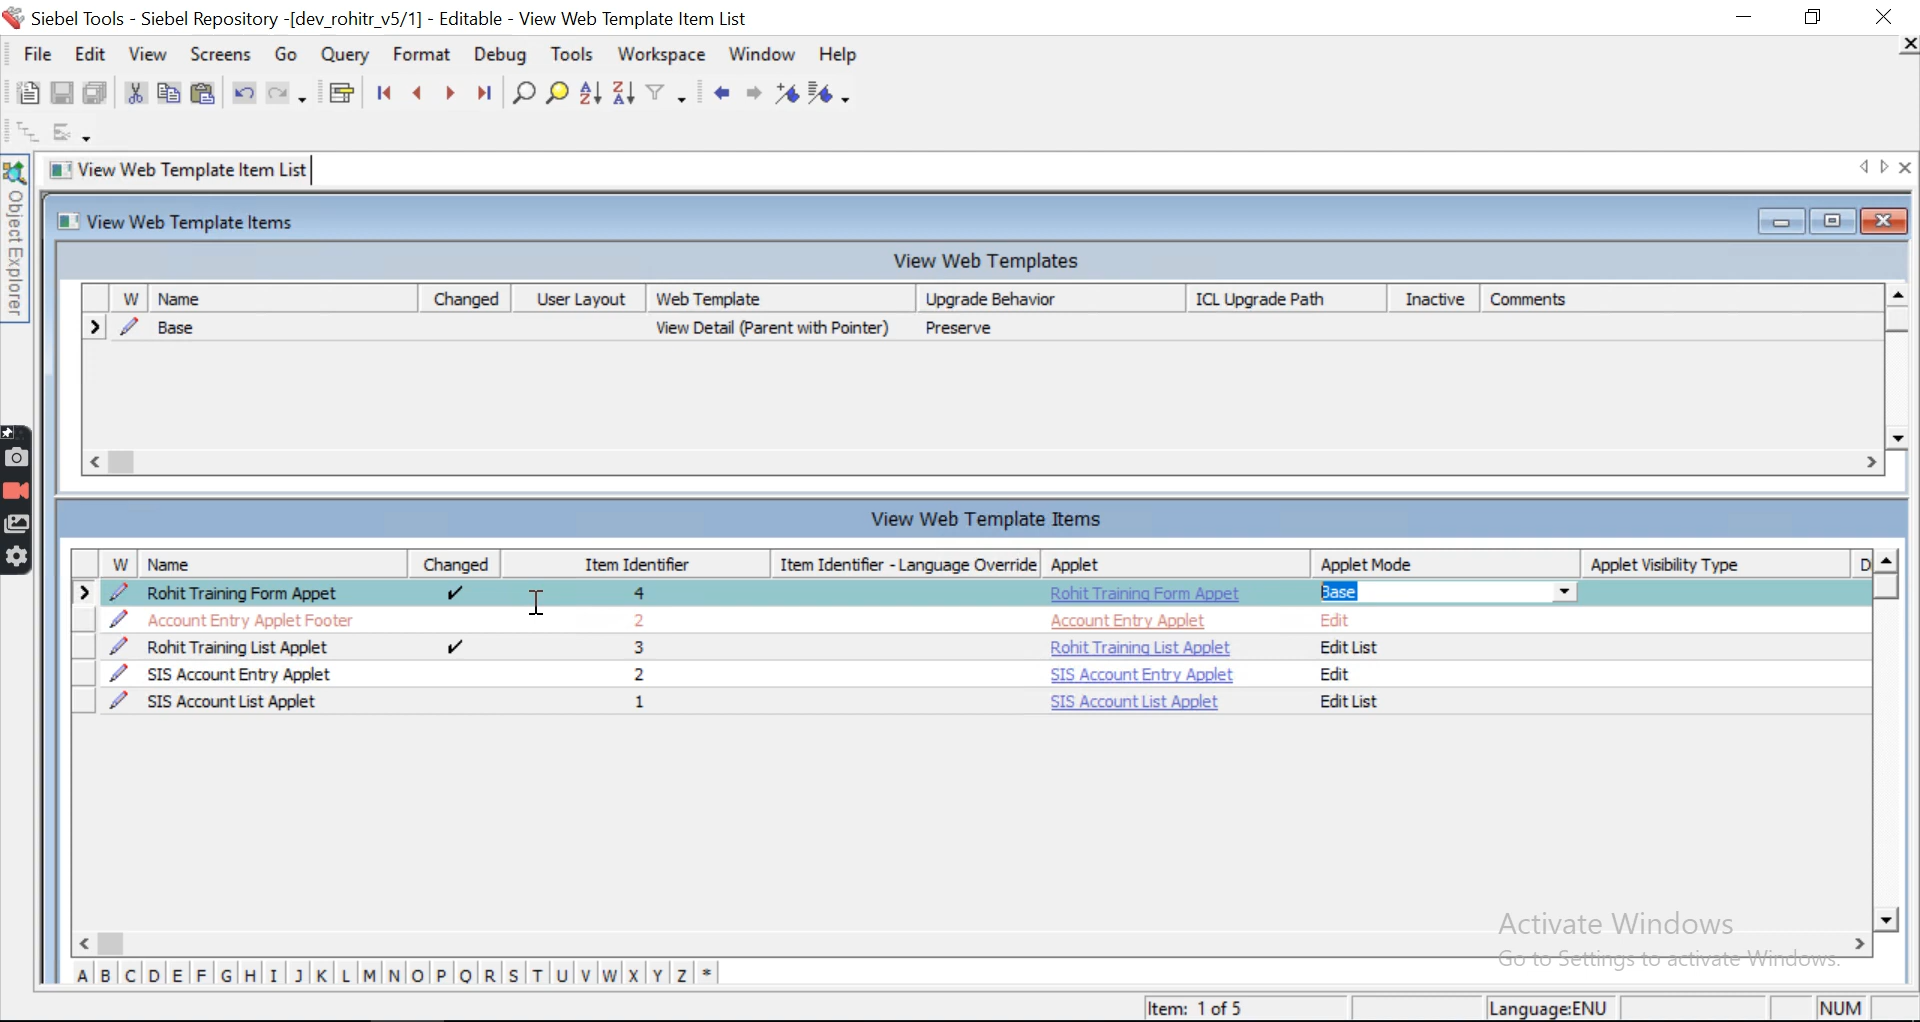 Siebel Tools - Siebel Repository -[dev_rohitr_v5/1] - Editable - View Web Template Item List
File Edit View Screens Go Query Format Debug Tools Workspace Window Help
View Web Template Item List
Object Explorer
View Web Template Items
View Web Templates
W Name Changed User Layout Web Template Upgrade Behavior ICL Upgrade Path Inactive Comments
Base View Detail (Parent with Pointer) Preserve
View Web Template Items
W Name Changed Item Identifier Item Identifier - Language Override Applet Applet Mode Applet Visibility Type D
Rohit Training Form Appet ✔ 4 Rohit Training Form Appet Base
Account Entry Applet Footer 2 Account Entry Applet Edit
Rohit Training List Applet ✔ 3 Rohit Training List Applet Edit List
SIS Account Entry Applet 2 SIS Account Entry Applet Edit
SIS Account List Applet 1 SIS Account List Applet Edit List
Activate Windows
Go to Settings to activate Windows.
A B C D E F G H I J K L M N O P Q R S T U V W X Y Z *
Item: 1 of 5 Language:ENU NUM